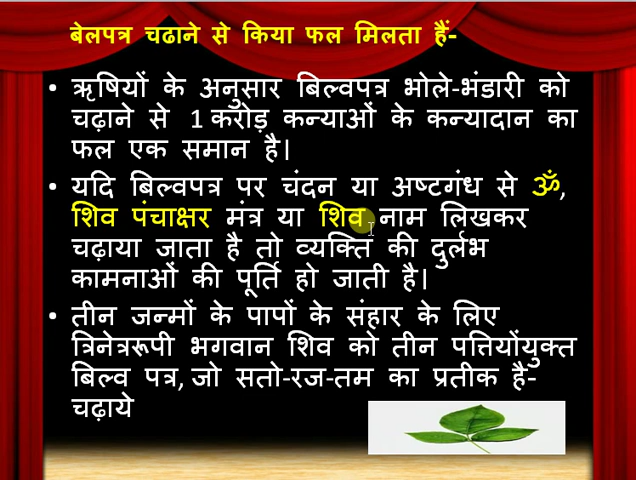 बेलपत्र चढाने से किया फल मिलता हैं-
• ऋषियों के अनुसार बिल्वपत्र भोले-भंडारी को
चढ़ाने से 1 करोड़ कन्याओं के कन्यादान का
फल एक समान है।
• यदि बिल्वपत्र पर चंदन या अष्टगंध से ॐ,
शिव पंचाक्षर मंत्र या शिव नाम लिखकर
चढ़ाया जाता है तो व्यक्ति की दुर्लभ
कामनाओं की पूर्ति हो जाती है।
• तीन जन्मों के पापों के संहार के लिए
त्रिनेत्ररूपी भगवान शिव को तीन पत्तियोंयुक्त
बिल्व पत्र, जो सतो-रज-तम का प्रतीक है-
चढ़ाये